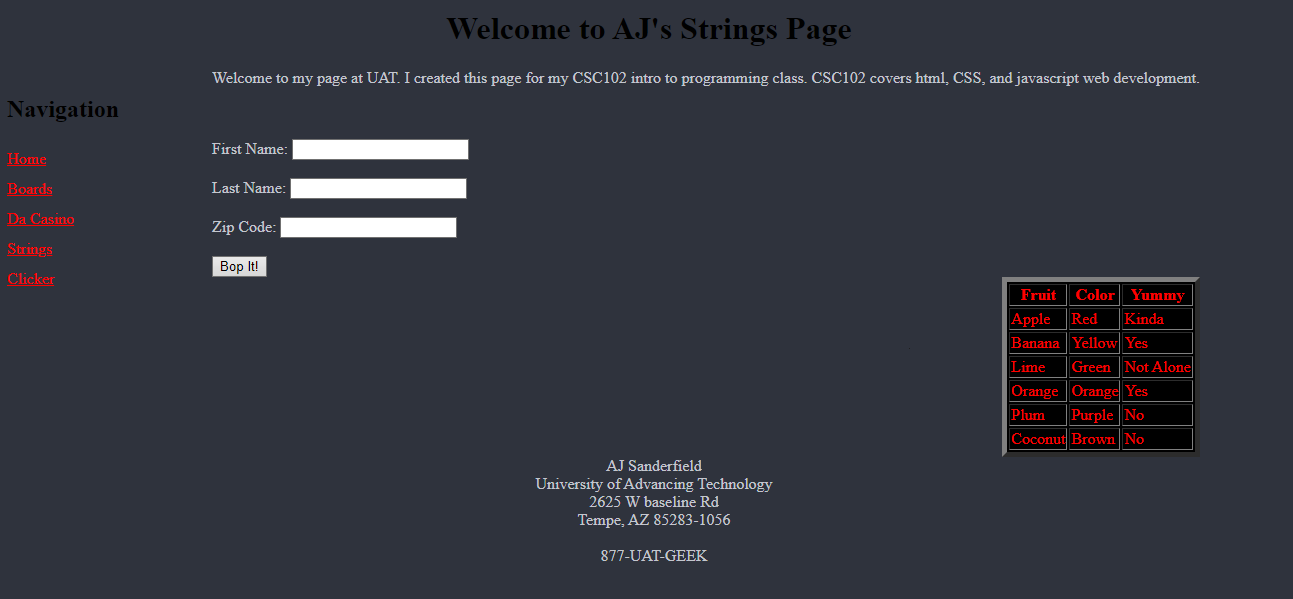 Welcome to AJ's Strings Page
Welcome to my page at UAT. I created this page for my CSC102 intro to programming class. CSC102 covers html, CSS, and javascript web development.
Navigation
Home
Boards
Da Casino
Strings
Clicker
First Name:
Last Name:
Zip Code:
Bop It!
Fruit Color Yummy
Apple Red Kinda
Banana Yellow Yes
Lime Green Not Alone
Orange Orange Yes
Plum Purple No
Coconut Brown No
AJ Sanderfield
University of Advancing Technology
2625 W baseline Rd
Tempe, AZ 85283-1056
877-UAT-GEEK